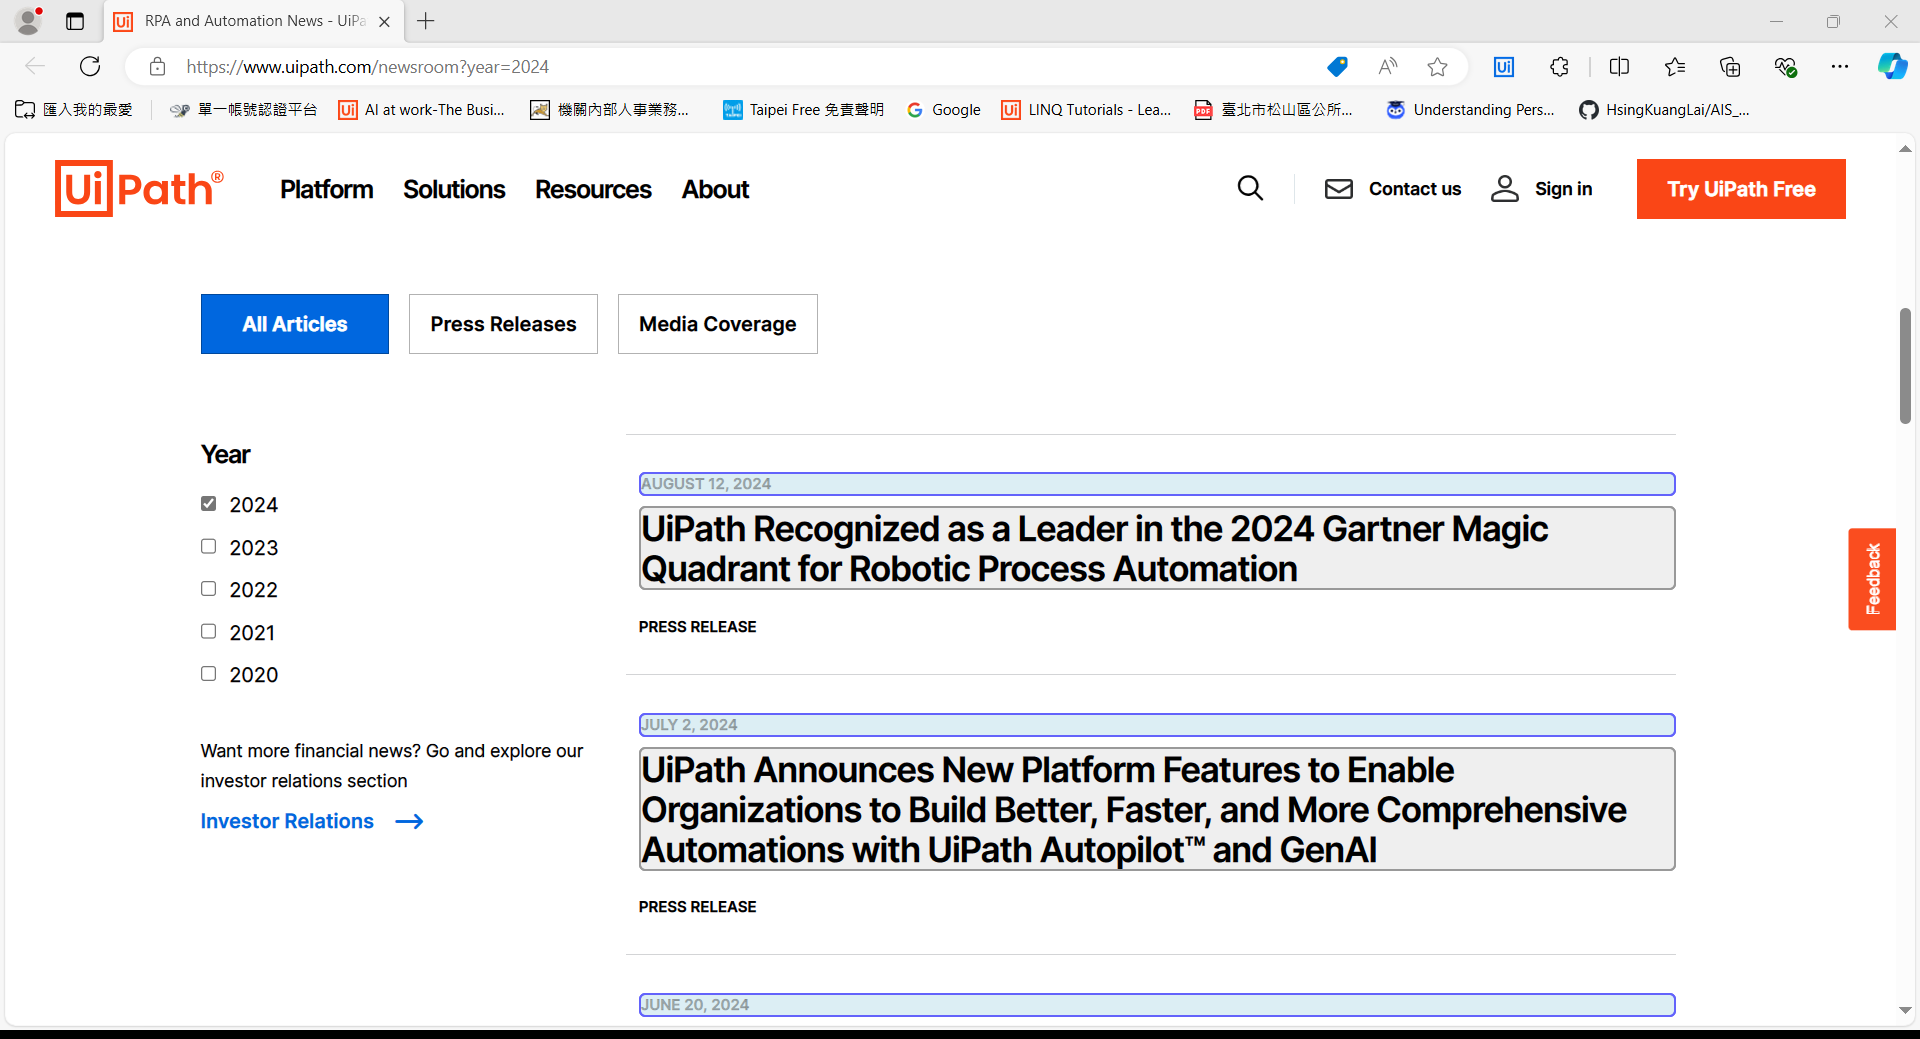 RPA and Automation News - UiPa
https://www.uipath.com/newsroom?year=2024
匯入我的最愛
單一帳號認證平台
Ui AI at work-The Busi...
機關內部人事業務...
Taipei Free 免責聲明
Google
Ui LINQ Tutorials - Lea...
PDF 臺北市松山區公所...
Understanding Pers...
HsingKuangLai/AIS_...
UiPath®
Platform
Solutions
Resources
About
Contact us
Sign in
Try UiPath Free
All Articles
Press Releases
Media Coverage
Year
2024
2023
2022
2021
2020
Want more financial news? Go and explore our
investor relations section
Investor Relations
AUGUST 12, 2024
UiPath Recognized as a Leader in the 2024 Gartner Magic
Quadrant for Robotic Process Automation
PRESS RELEASE
JULY 2, 2024
UiPath Announces New Platform Features to Enable
Organizations to Build Better, Faster, and More Comprehensive
Automations with UiPath Autopilot™ and GenAI
PRESS RELEASE
JUNE 20, 2024
Feedback